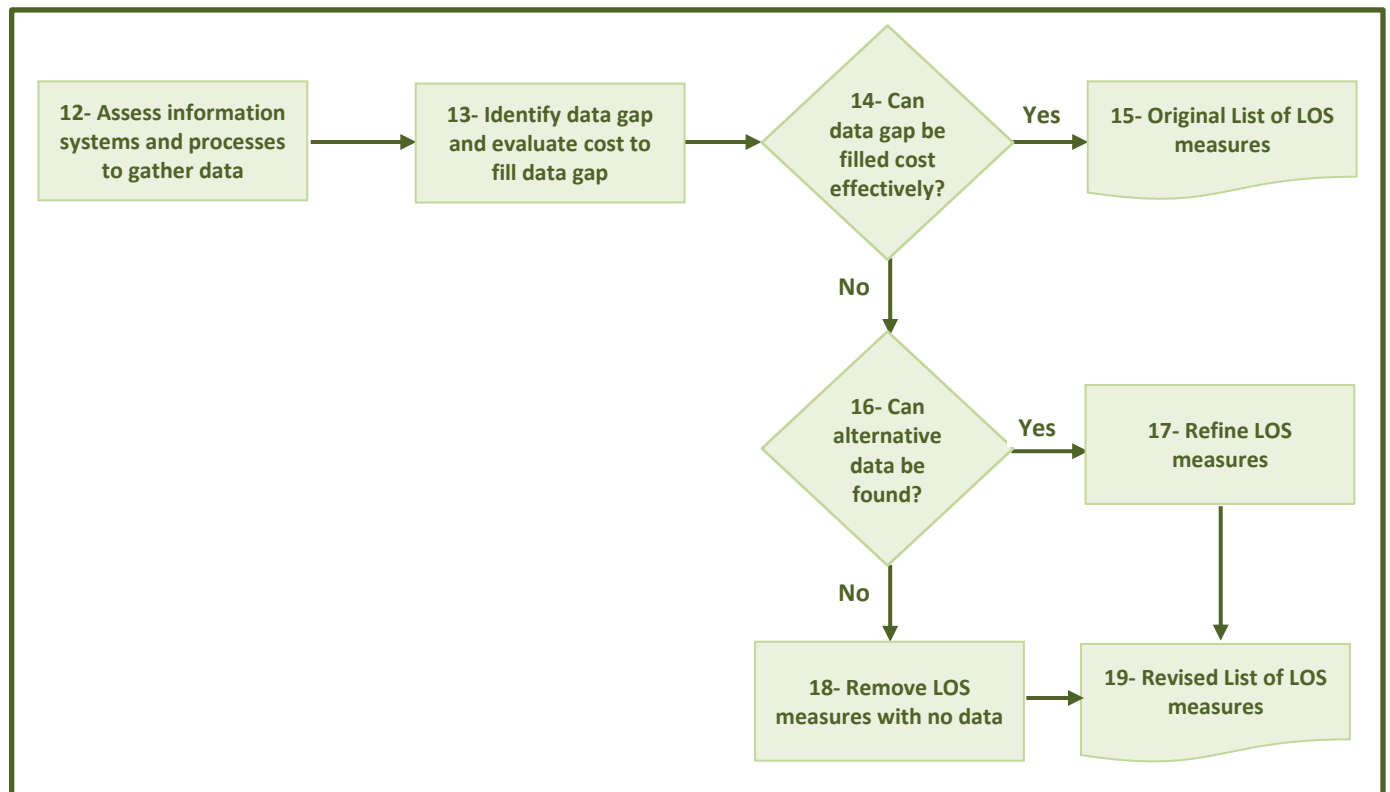 12- Assess information
systems and processes
to gather data
13- Identify data gap
and evaluate cost to
fill data gap
14- Can
data gap be
filled cost
effectively?
Yes
15- Original List of LOS
measures
No
16- Can
alternative
data be
found?
Yes
17- Refine LOS
measures
No
18- Remove LOS
measures with no data
19- Revised List of LOS
measures